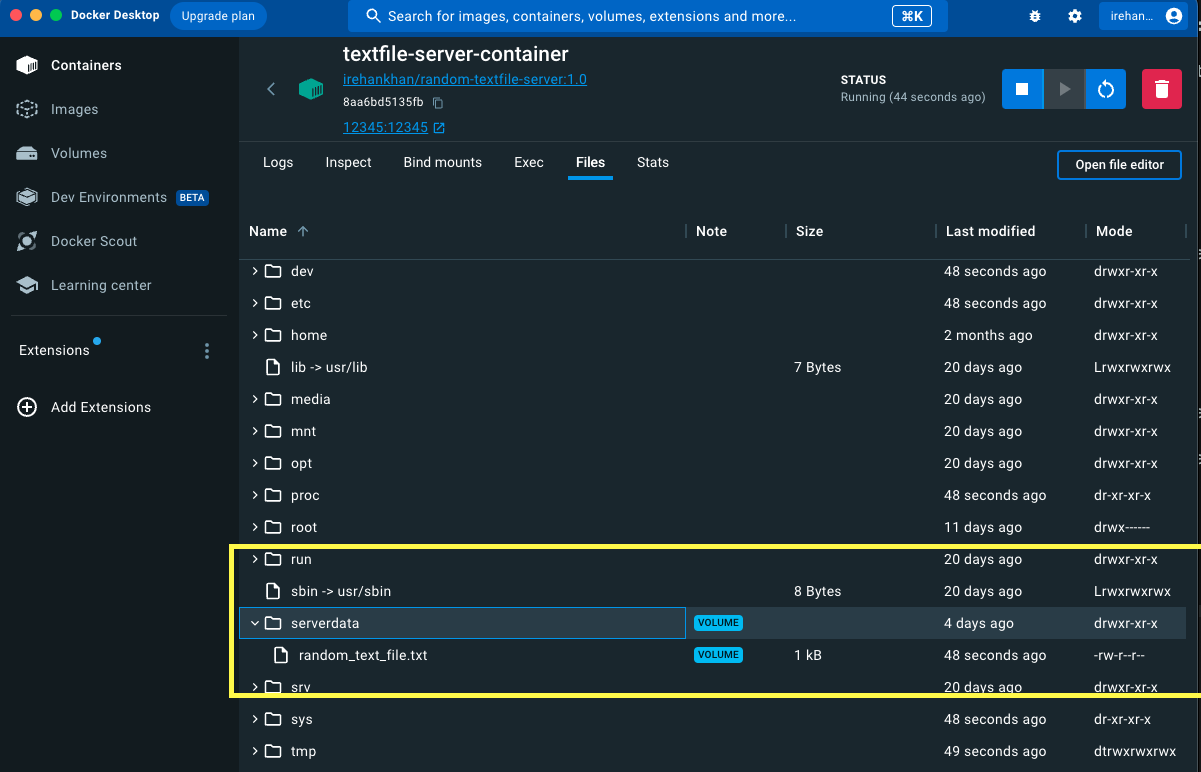 Docker Desktop Upgrade plan Search for images, containers, volumes, extensions and more... ⌘K irehan...
Containers
Images
Volumes
Dev Environments BETA
Docker Scout
Learning center
Extensions
Add Extensions
textfile-server-container
irehankhan/random-textfile-server:1.0
8aa6bd5135fb
12345:12345
STATUS
Running (44 seconds ago)
Logs Inspect Bind mounts Exec Files Stats Open file editor
Name Note Size Last modified Mode
dev 48 seconds ago drwxr-xr-x
etc 48 seconds ago drwxr-xr-x
home 2 months ago drwxr-xr-x
lib -> usr/lib 7 Bytes 20 days ago Lrwxrwxrwx
media 20 days ago drwxr-xr-x
mnt 20 days ago drwxr-xr-x
opt 20 days ago drwxr-xr-x
proc 48 seconds ago dr-xr-xr-x
root 11 days ago drwx------
run 20 days ago drwxr-xr-x
sbin -> usr/sbin 8 Bytes 20 days ago Lrwxrwxrwx
serverdata VOLUME 4 days ago drwxr-xr-x
random_text_file.txt VOLUME 1 kB 48 seconds ago -rw-r--r--
srv 20 days ago drwxr-xr-x
sys 48 seconds ago dr-xr-xr-x
tmp 49 seconds ago dtrwxrwxrwx